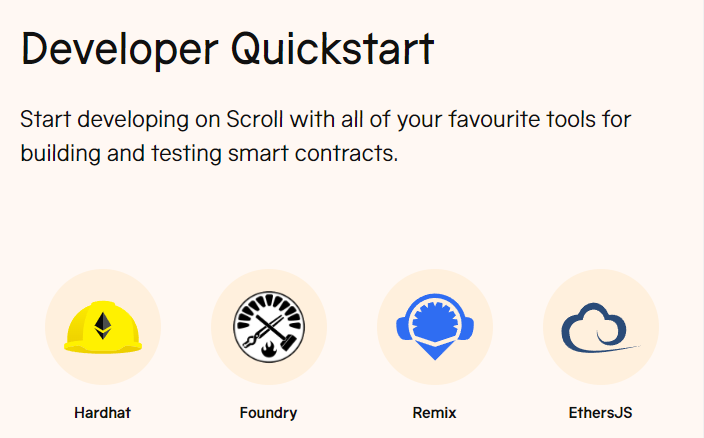 Developer Quickstart
Start developing on Scroll with all of your favourite tools for
building and testing smart contracts.
Hardhat
Foundry
Remix
EthersJS